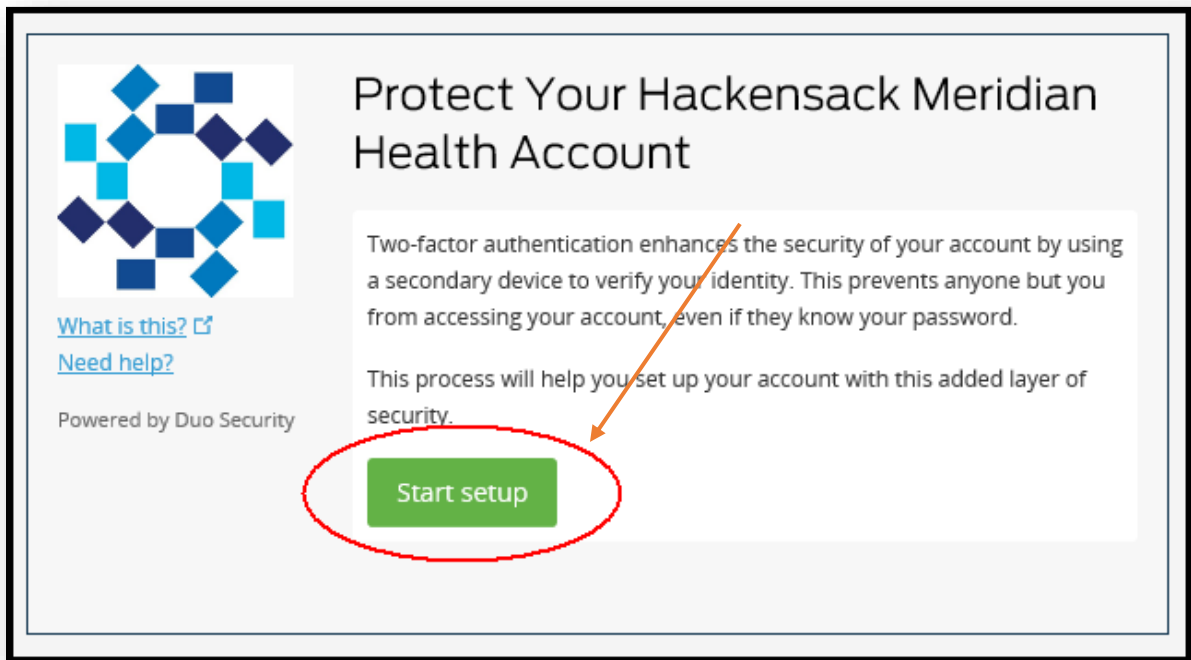 Protect Your Hackensack Meridian
Health Account
Two-factor authentication enhances the security of your account by using
a secondary device to verify your identity. This prevents anyone but you
from accessing your account, even if they know your password.
This process will help you set up your account with this added layer of
security.
Start setup
What is this?
Need help?
Powered by Duo Security